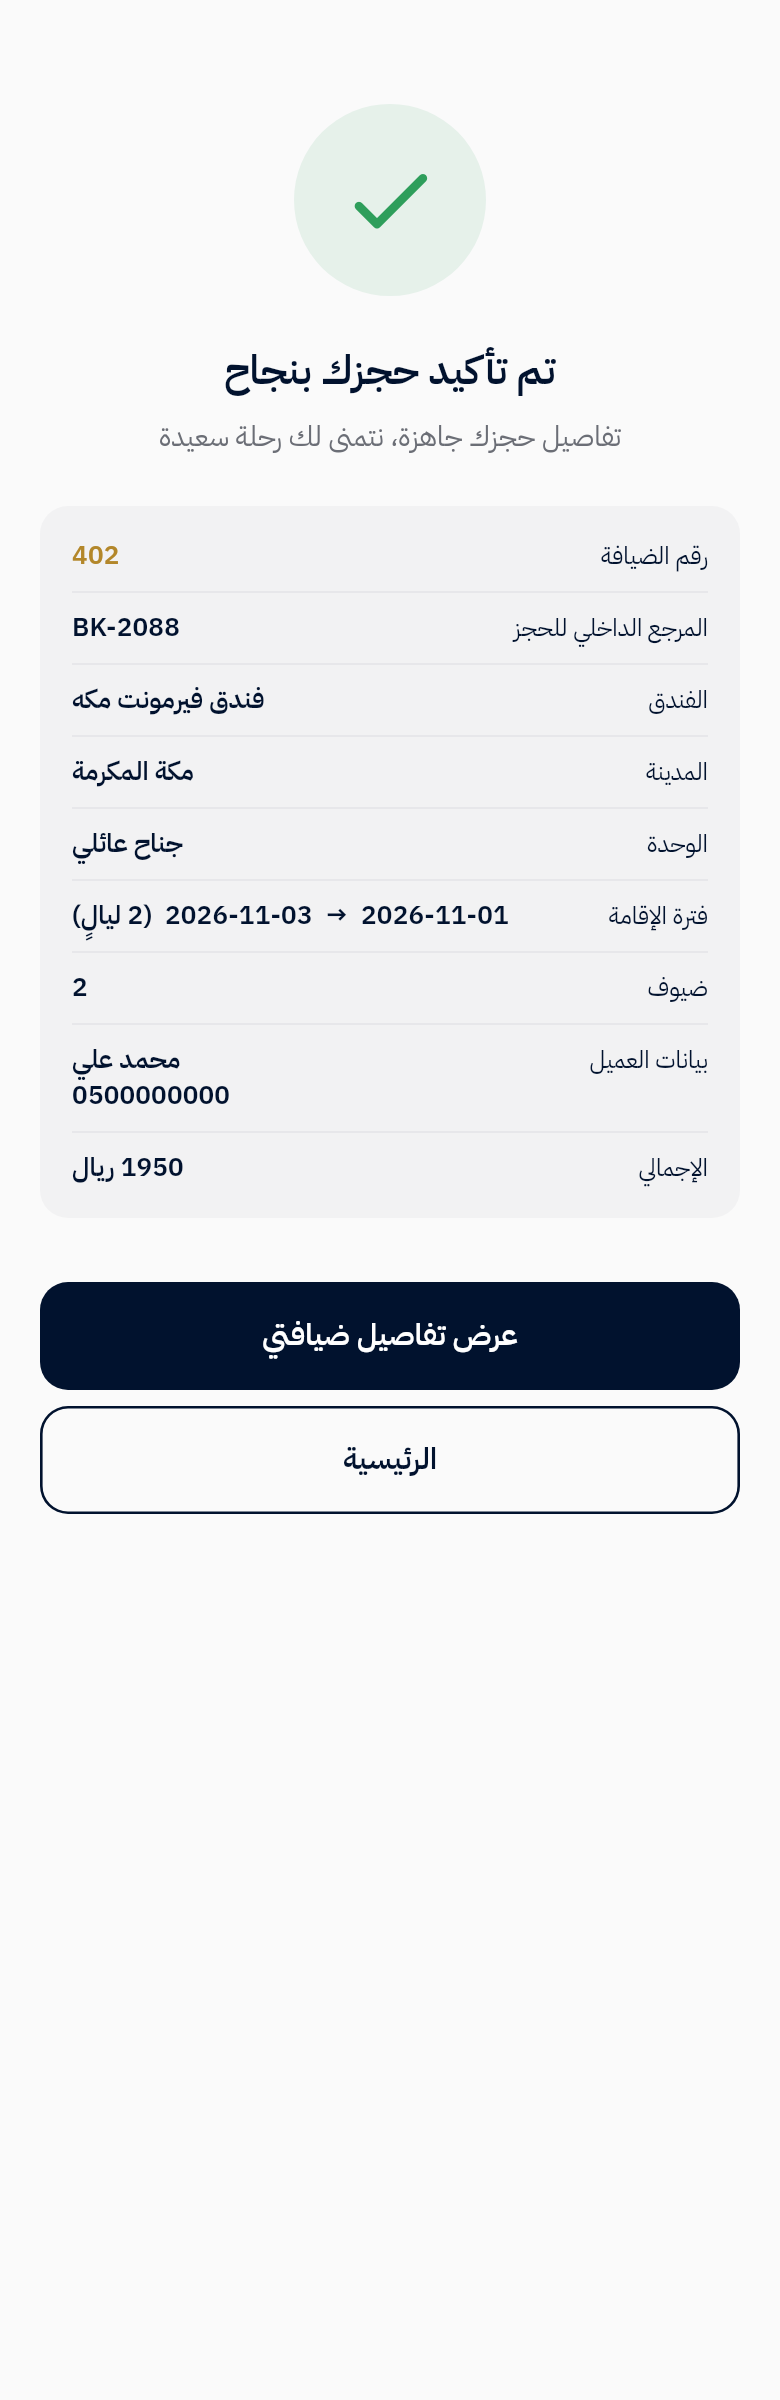 تم تأكيد حجزك بنجاح
تفاصيل حجزك جاهزة، نتمنى لك رحلة سعيدة
رقم الضيافة 402
المرجع الداخلي للحجز BK-2088
الفندق فندق فيرمونت مكه
المدينة مكة المكرمة
الوحدة جناح عائلي
فترة الإقامة 2026-11-01 → 2026-11-03 (2 ليالٍ)
ضيوف 2
بيانات العميل محمد علي
0500000000
الإجمالي 1950 ريال
عرض تفاصيل ضيافتي
الرئيسية